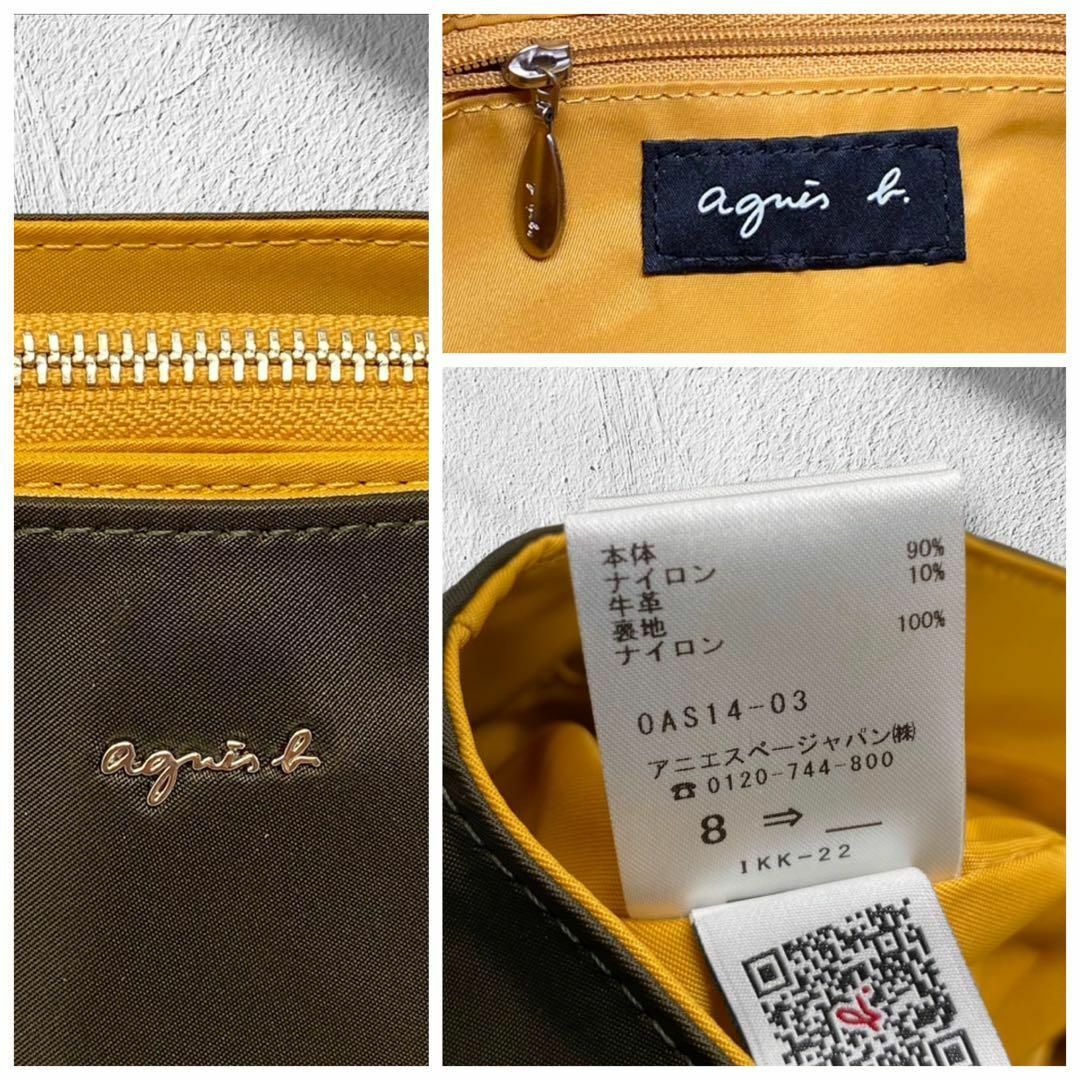 agnès b.
agnès b.
本体
ナイロン 90%
牛革 10%
裏地
ナイロン 100%
0AS14-03
アニエスベージャパン㈱
☎ 0120-744-800
8 ⇒ __
IKK-22
b.